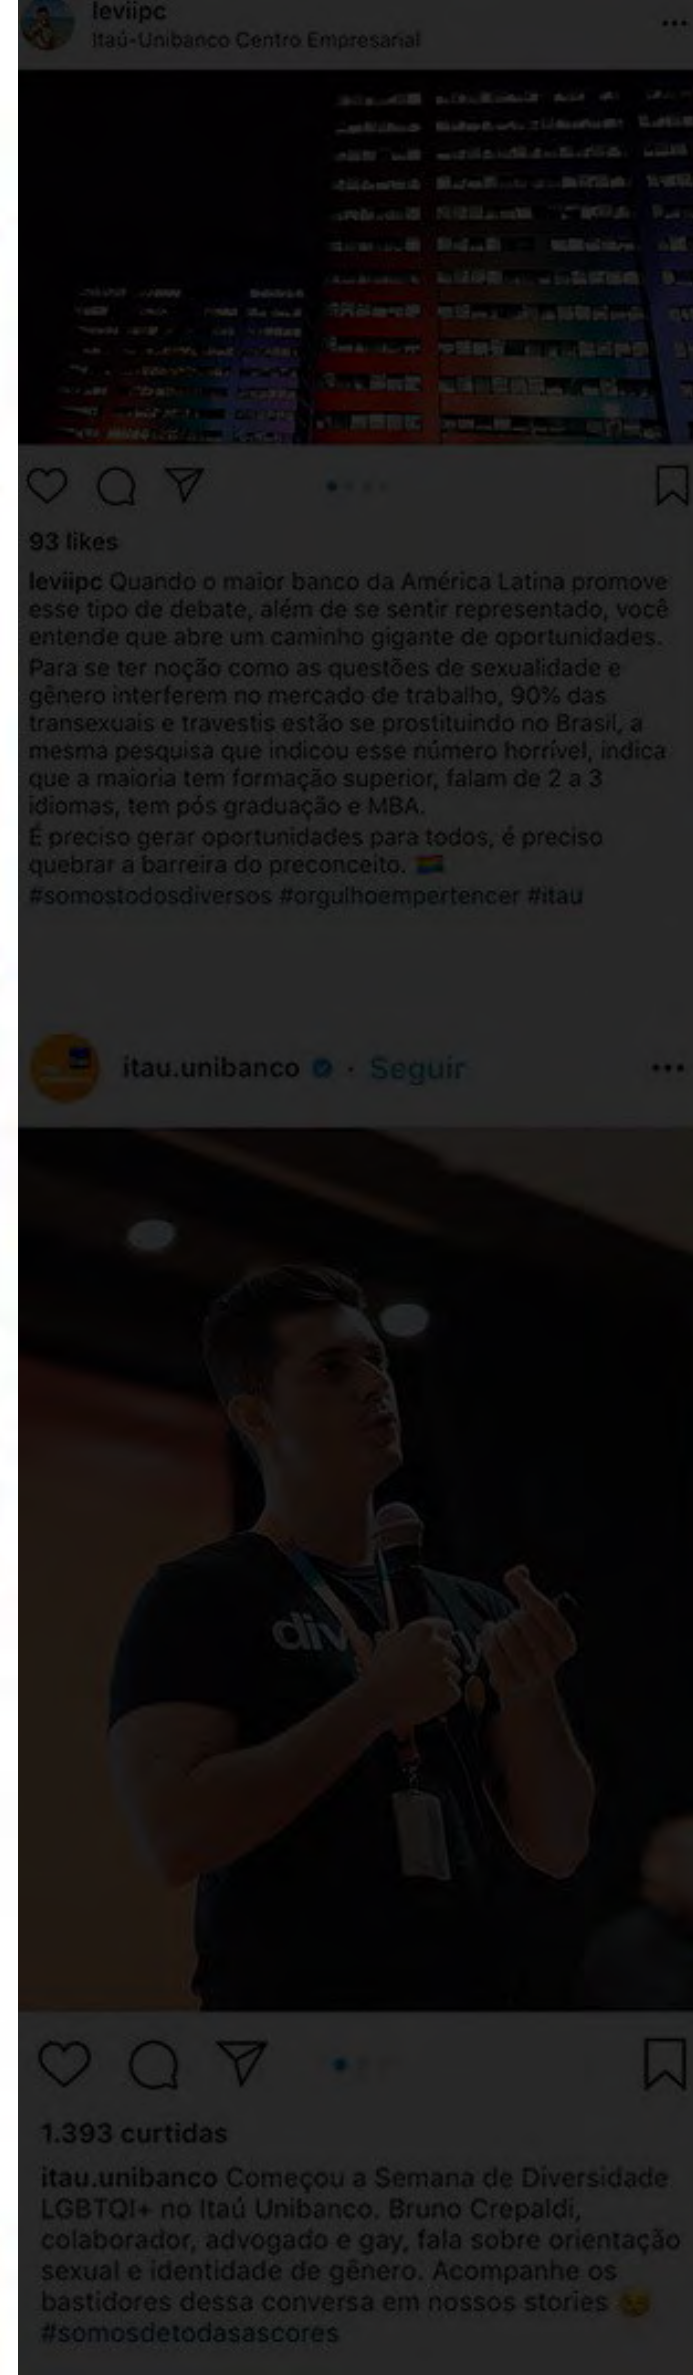 leviipc
Itaú-Unibanco Centro Empresarial
93 likes
leviipc Quando o maior banco da América Latina promove
esse tipo de debate, além de se sentir representado, você
entende que abre um caminho gigante de oportunidades.
Para se ter noção como as questões de sexualidade e
gênero interferem no mercado de trabalho, 90% das
transexuais e travestis estão se prostituindo no Brasil, a
mesma pesquisa que indicou esse número horrível, indica
que a maioria tem formação superior, falam de 2 a 3
idiomas, tem pós graduação e MBA.
É preciso gerar oportunidades para todos, é preciso
quebrar a barreira do preconceito. 🏳️‍🌈
#somostodosdiversos #orgulhoempertencer #itau
itau.unibanco · Seguir
div
1.393 curtidas
itau.unibanco Começou a Semana de Diversidade
LGBTQI+ no Itaú Unibanco. Bruno Crepaldi,
colaborador, advogado e gay, fala sobre orientação
sexual e identidade de gênero. Acompanhe os
bastidores dessa conversa em nossos stories 😉
#somosdetodasascores